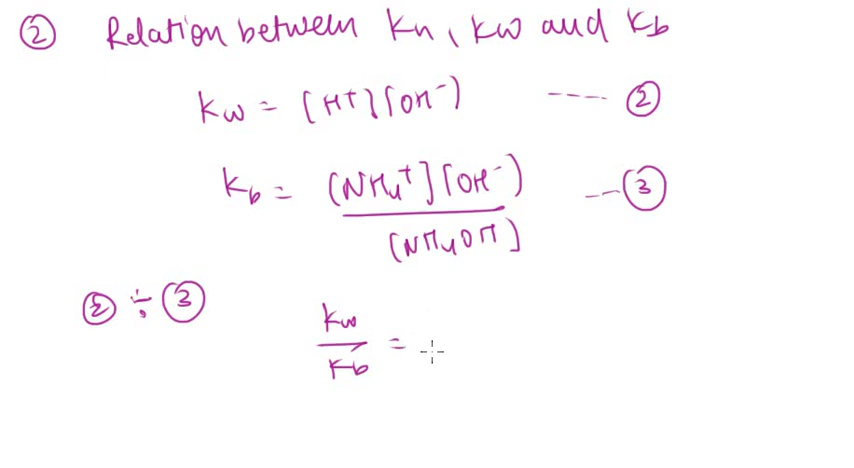 ② Relation between Kh, Kw and Kb
Kw = [H⁺][OH⁻] ---- ②
Kb = [NH₄⁺][OH⁻] / [NH₄OH] --- ③
② ÷ ③ Kw / Kb =